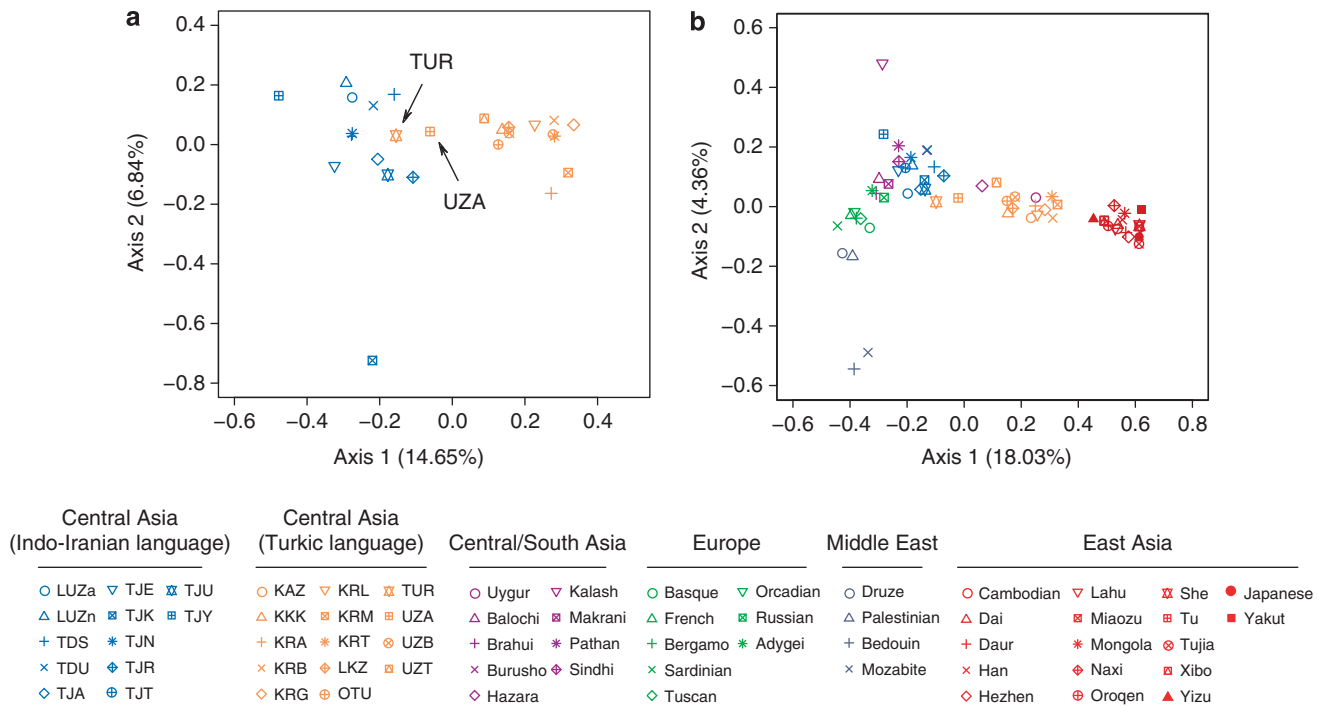 a
b
0.4
0.2
0.0
−0.2
−0.4
−0.6
−0.8
Axis 2 (6.84%)
TUR
UZA
−0.6 −0.4 −0.2 0.0 0.2 0.4
Axis 1 (14.65%)
0.6
0.4
0.2
0.0
−0.2
−0.4
−0.6
Axis 2 (4.36%)
−0.6 −0.4 −0.2 0.0 0.2 0.4 0.6 0.8
Axis 1 (18.03%)
Central Asia
(Indo-Iranian language)
LUZa TJE TJU
LUZn TJK TJY
TDS TJN
TDU TJR
TJA TJT
Central Asia
(Turkic language)
KAZ KRL TUR
KKK KRM UZA
KRA KRT UZB
KRB LKZ UZT
KRG OTU
Central/South Asia
Uygur Kalash
Balochi Makrani
Brahui Pathan
Burusho Sindhi
Hazara
Europe
Basque Orcadian
French Russian
Bergamo Adygei
Sardinian
Tuscan
Middle East
Druze
Palestinian
Bedouin
Mozabite
East Asia
Cambodian Lahu She Japanese
Dai Miaozu Tu Yakut
Daur Mongola Tujia
Han Naxi Xibo
Hezhen Oroqen Yizu